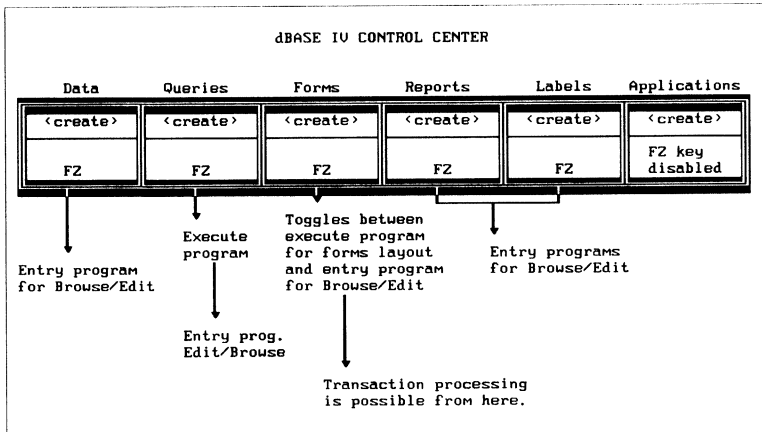 dBASE IV CONTROL CENTER
Data Queries Forms Reports Labels Applications
<create> <create> <create> <create> <create> <create>
F2 F2 F2 F2 F2 F2 key
disabled
Entry program
for Browse/Edit
Execute
program
Entry prog.
Edit/Browse
Toggles between
execute program
for forms layout
and entry program
for Browse/Edit
Transaction processing
is possible from here.
Entry programs
for Browse/Edit